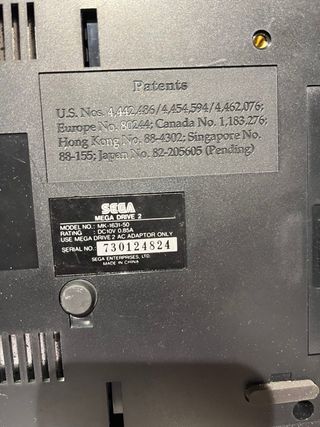 Patents
U.S. Nos. 4,442,486/4,454,594/4,462,076;
Europe No. 80244; Canada No. 1,183,276;
Hong Kong No. 88-4302; Singapore No.
88-155; Japan No. 82-205605 (Pending)
SEGA
MEGA DRIVE 2
MODEL NO.: MK-1631-50
RATING : DC10V 0.85A
USE MEGA DRIVE 2 AC ADAPTOR ONLY
SERIAL NO.: 730124824
SEGA ENTERPRISES, LTD.
MADE IN CHINA